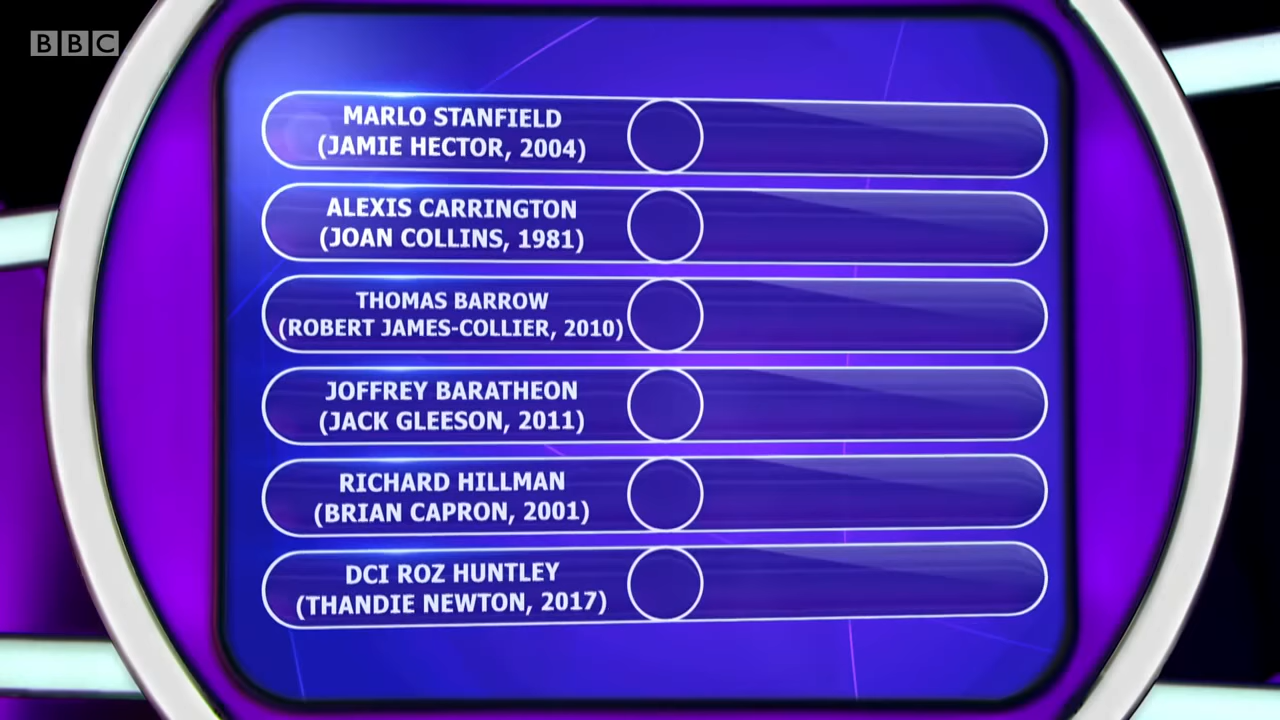 BBC
MARLO STANFIELD
(JAMIE HECTOR, 2004)
ALEXIS CARRINGTON
(JOAN COLLINS, 1981)
THOMAS BARROW
(ROBERT JAMES-COLLIER, 2010)
JOFFREY BARATHEON
(JACK GLEESON, 2011)
RICHARD HILLMAN
(BRIAN CAPRON, 2001)
DCI ROZ HUNTLEY
(THANDIE NEWTON, 2017)